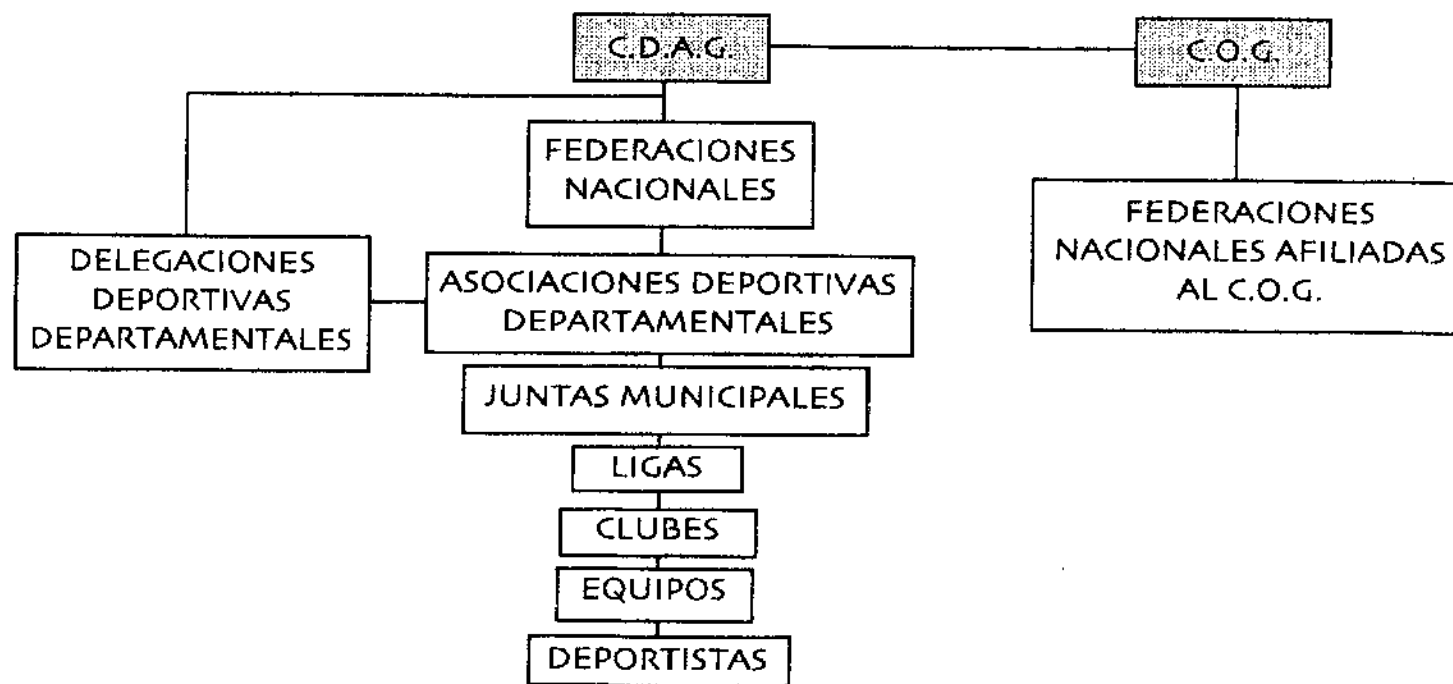 C.D.A.G.
C.O.G.
FEDERACIONES
NACIONALES
FEDERACIONES
NACIONALES AFILIADAS
AL C.O.G.
DELEGACIONES
DEPORTIVAS
DEPARTAMENTALES
ASOCIACIONES DEPORTIVAS
DEPARTAMENTALES
JUNTAS MUNICIPALES
LIGAS
CLUBES
EQUIPOS
DEPORTISTAS